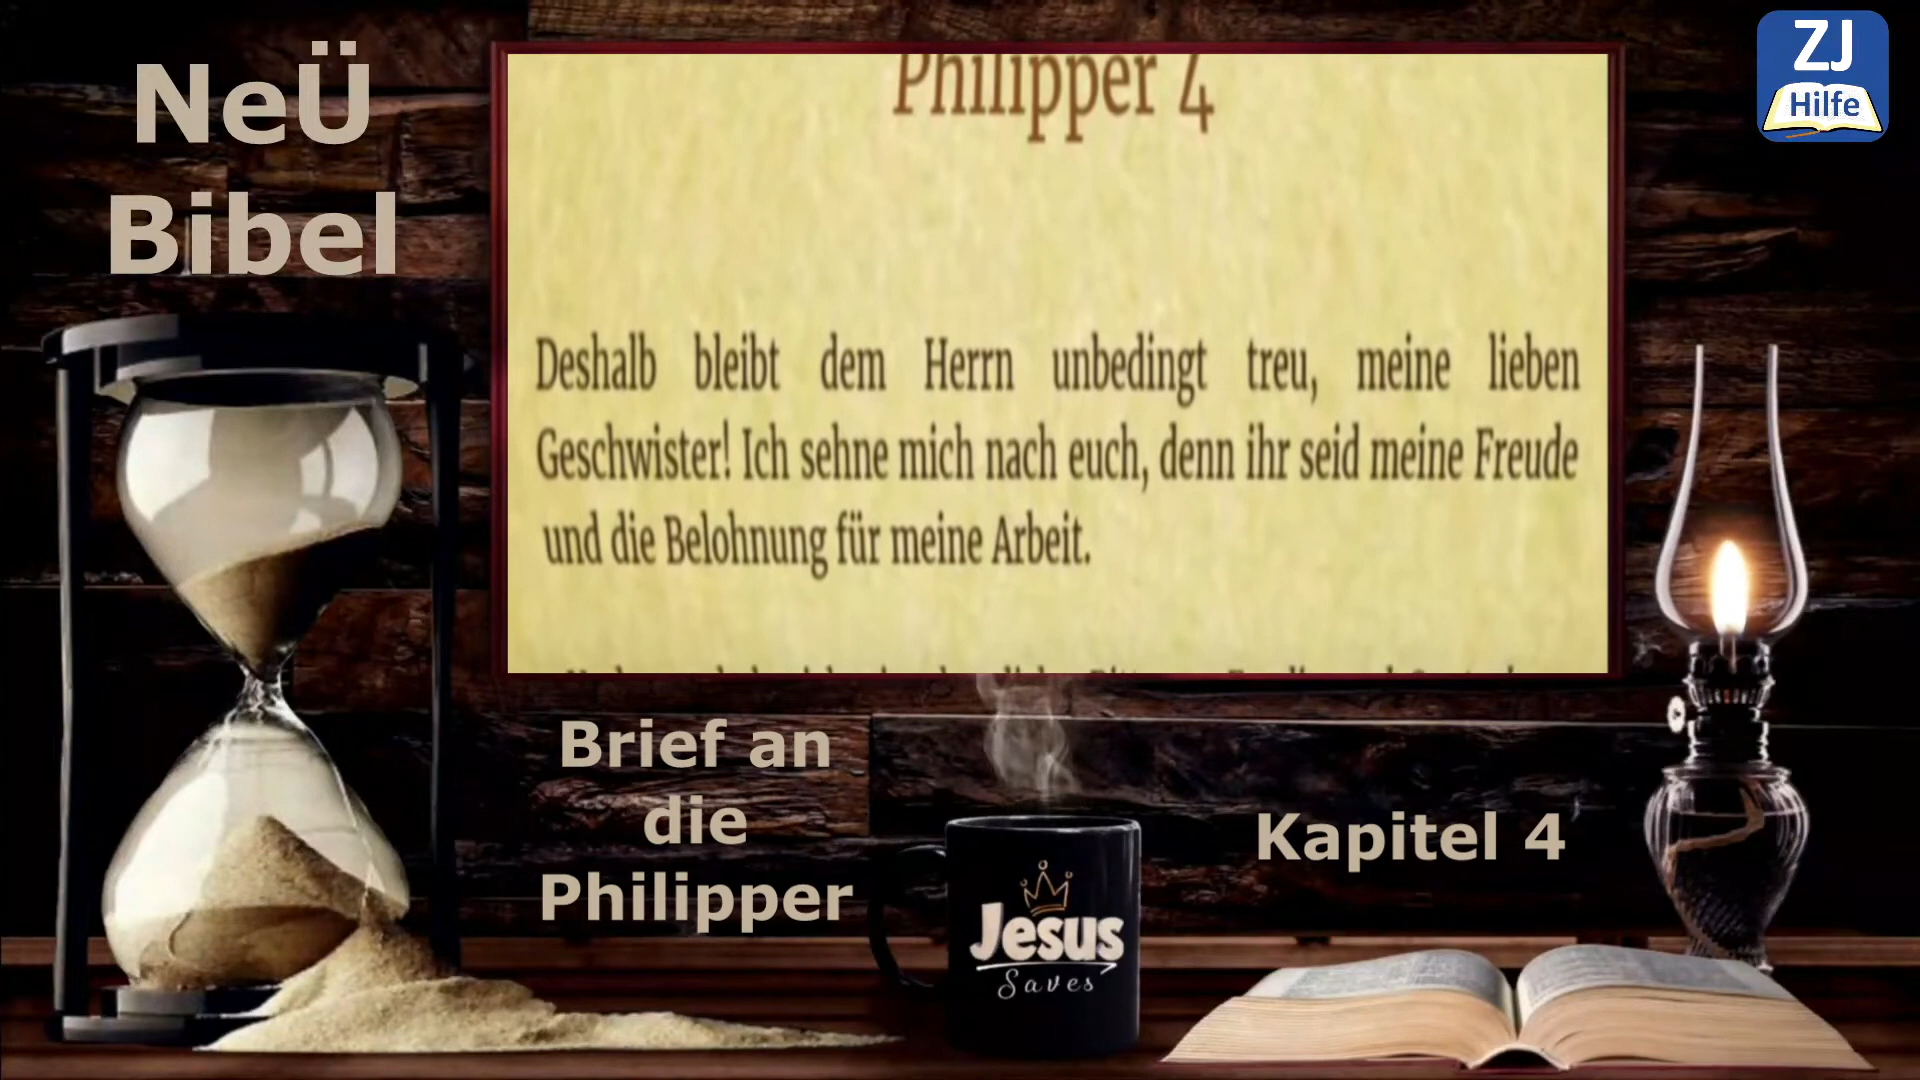 NeÜ
Bibel
ZJ
Hilfe
Philipper 4
Deshalb bleibt dem Herrn unbedingt treu, meine lieben
Geschwister! Ich sehne mich nach euch, denn ihr seid meine Freude
und die Belohnung für meine Arbeit.
Brief an
die
Philipper
Kapitel 4
Jesus
Saves